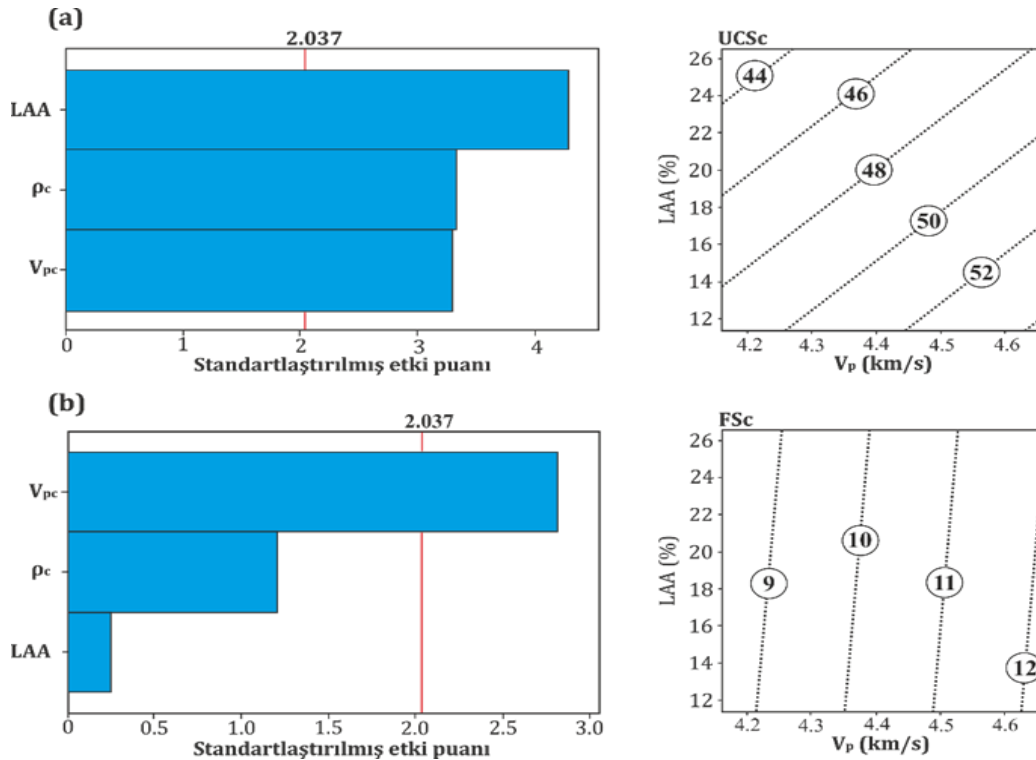 (a)
2.037
LAA
ρc
Vpc
0 1 2 3 4
Standartlaştırılmış etki puanı
UCSc
26
24
22
20
18
16
14
12
LAA (%)
44
46
48
50
52
4.2 4.3 4.4 4.5 4.6
Vp (km/s)
(b)
2.037
Vpc
ρc
LAA
0 0.5 1.0 1.5 2.0 2.5 3.0
Standartlaştırılmış etki puanı
FSc
26
24
22
20
18
16
14
12
LAA (%)
9
10
11
12
4.2 4.3 4.4 4.5 4.6
Vp (km/s)